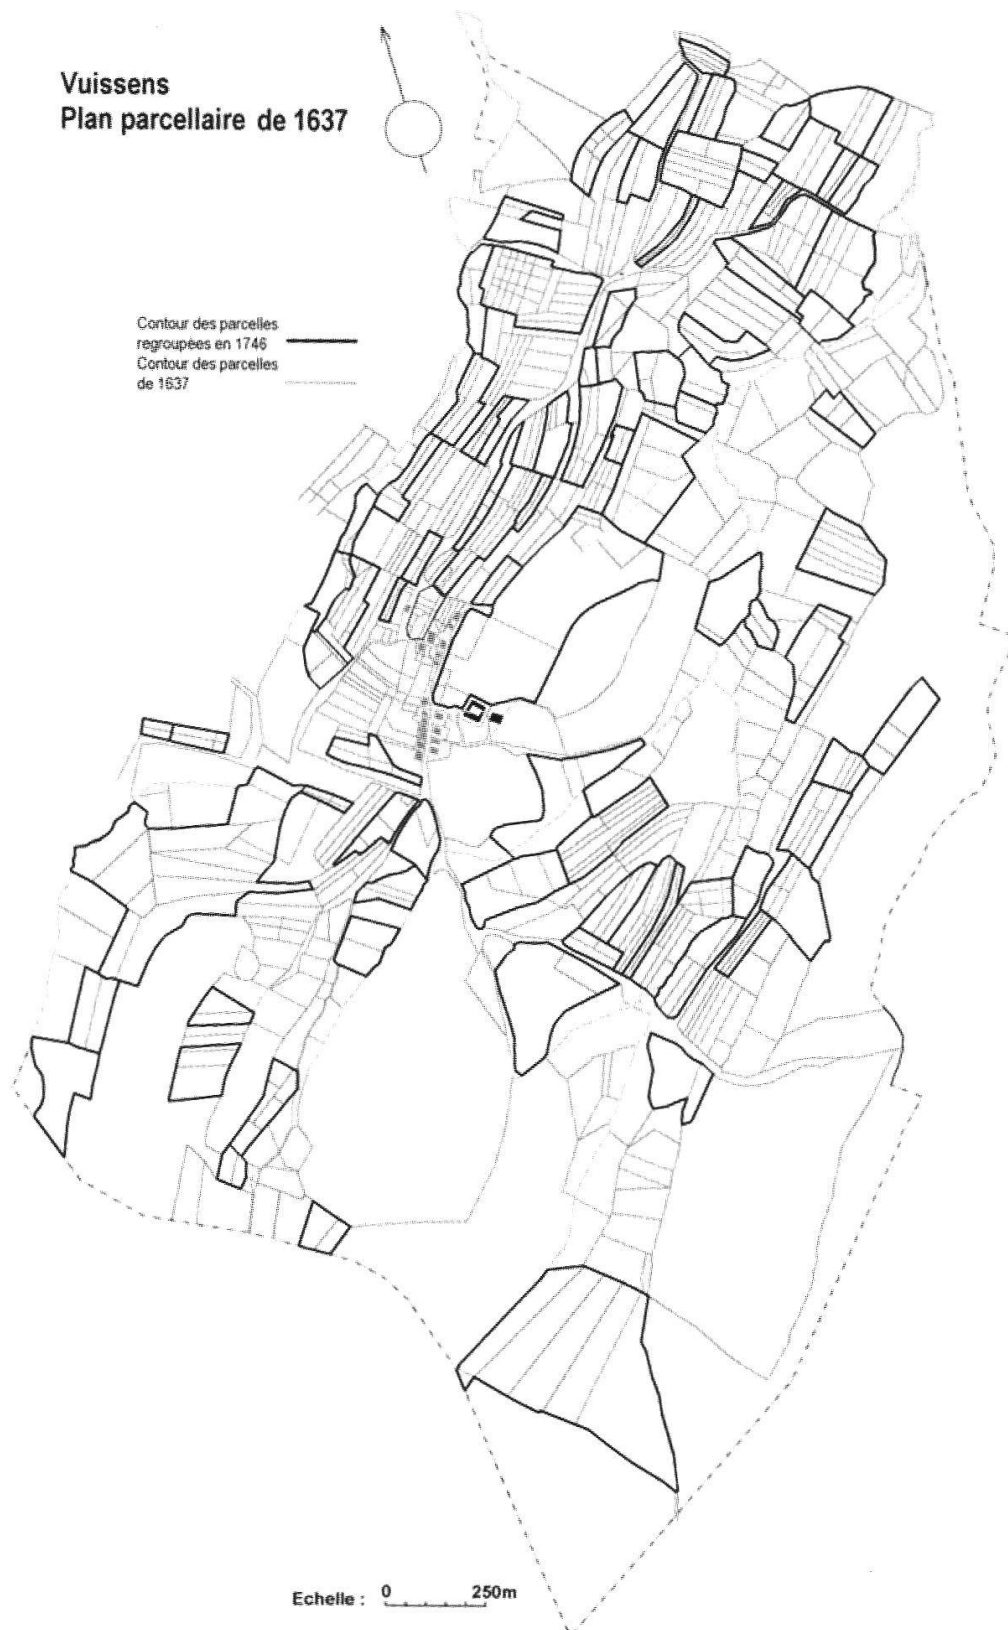 Vuissens
Plan parcellaire de 1637
Contour des parcelles
regroupées en 1746
Contour des parcelles
de 1637
Echelle : 0 250m